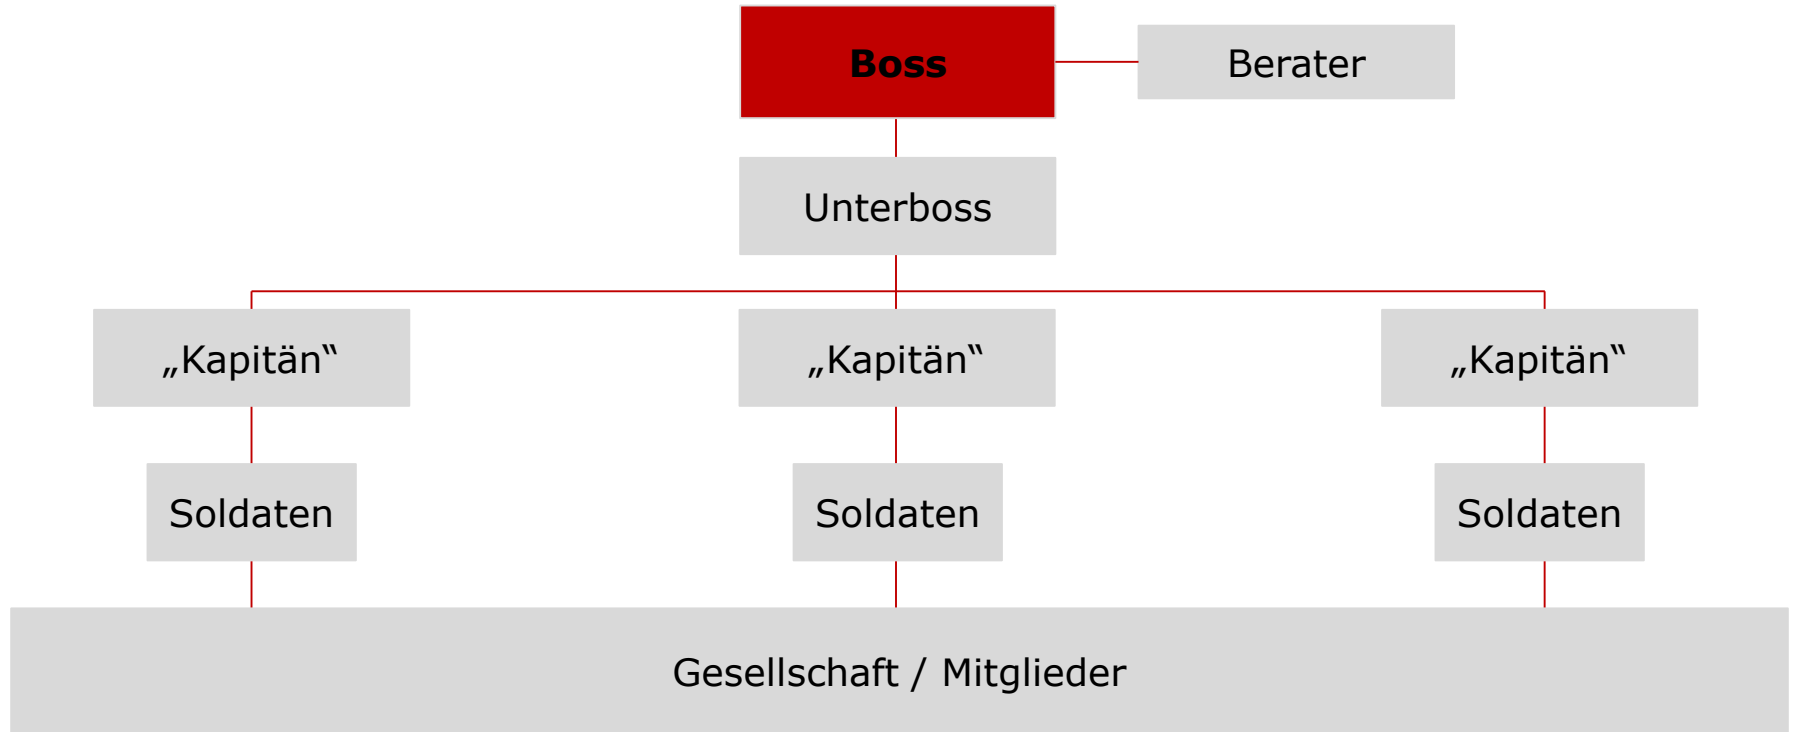 Boss
Berater
Unterboss
„Kapitän“
„Kapitän“
„Kapitän“
Soldaten
Soldaten
Soldaten
Gesellschaft / Mitglieder